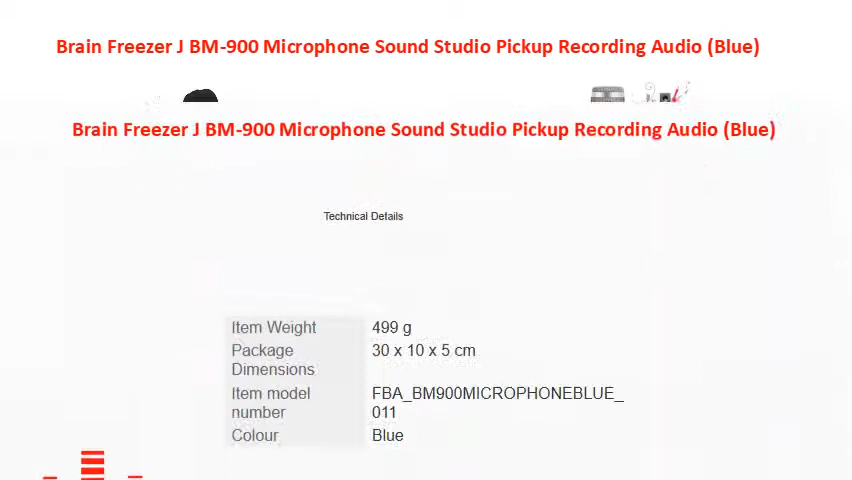 Brain Freezer J BM-900 Microphone Sound Studio Pickup Recording Audio (Blue)
Brain Freezer J BM-900 Microphone Sound Studio Pickup Recording Audio (Blue)
Technical Details
Item Weight 499 g
Package 30 x 10 x 5 cm
Dimensions
Item model FBA_BM900MICROPHONEBLUE_
number 011
Colour Blue